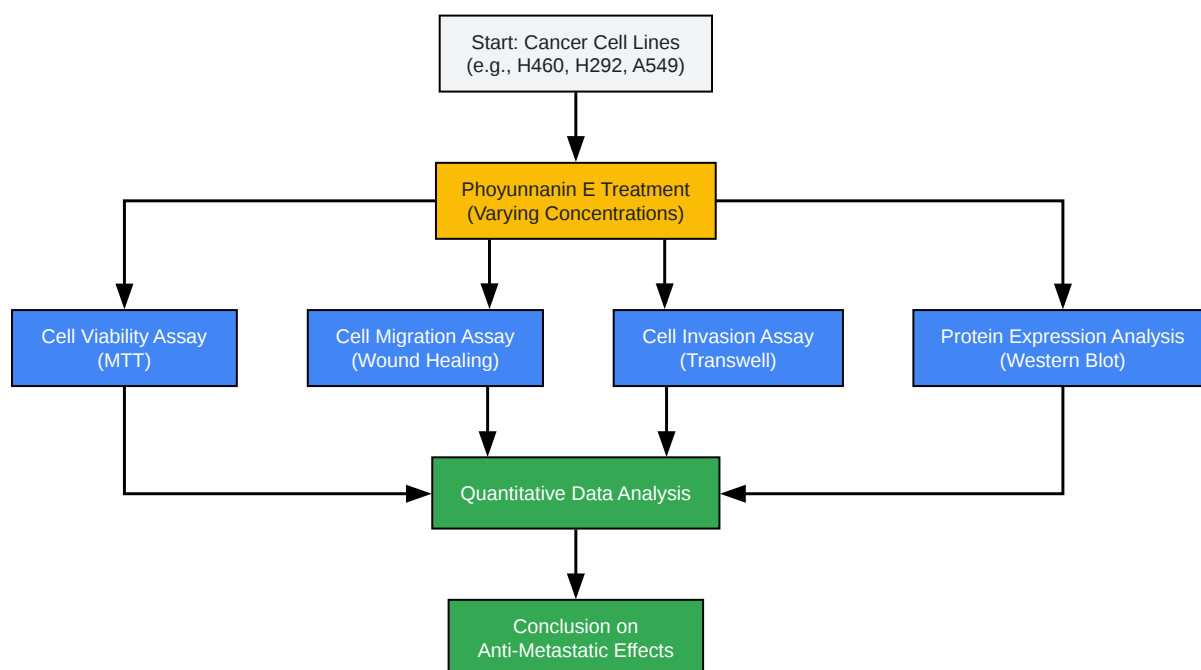 Start: Cancer Cell Lines
(e.g., H460, H292, A549)
Phoyunnanin E Treatment
(Varying Concentrations)
Cell Viability Assay
(MTT)
Cell Migration Assay
(Wound Healing)
Cell Invasion Assay
(Transwell)
Protein Expression Analysis
(Western Blot)
Quantitative Data Analysis
Conclusion on
Anti-Metastatic Effects